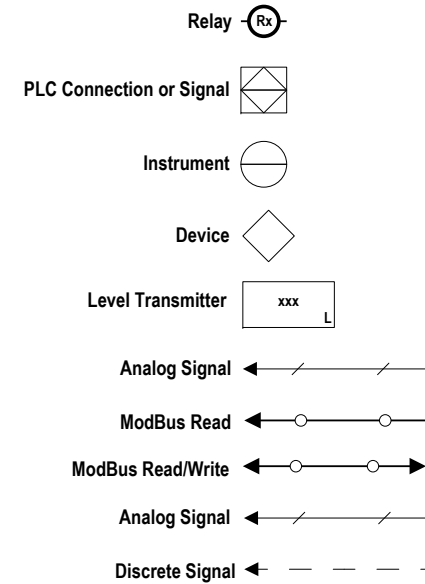 Relay Rx
PLC Connection or Signal
Instrument
Device
Level Transmitter xxx
L
Analog Signal
ModBus Read
ModBus Read/Write
Analog Signal
Discrete Signal